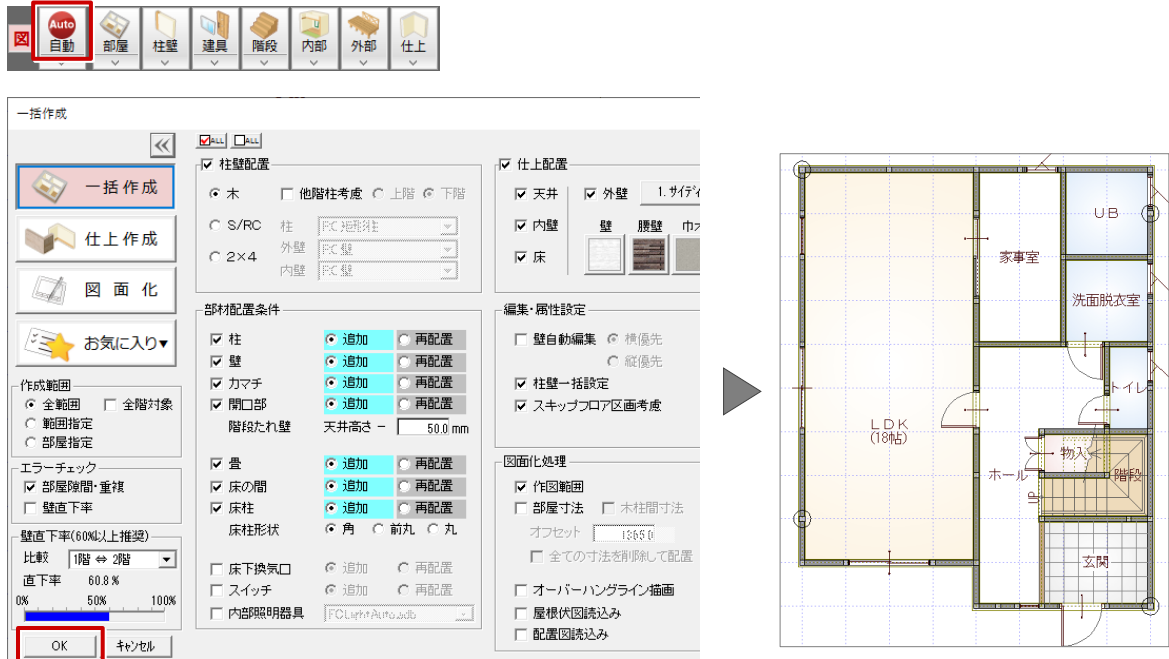 図
Auto
自動 部屋 柱壁 建具 階段 内部 外部 仕上
一括作成
ALL ALL
一括作成
仕上作成
図 面 化
お気に入り▼
作成範囲
全範囲 全階対象
範囲指定
部屋指定
エラーチェック
部屋隙間・重複
壁直下率
壁直下率(60%以上推奨)
比較 1階 ⇔ 2階
直下率 60.8 %
0% 50% 100%
OK キャンセル
柱壁配置
木 他階柱考慮 上階 下階
S/RC 柱 RC 矩形柱
外壁 RC 壁
2×4
内壁 RC 壁
部材配置条件
柱 追加 再配置
壁 追加 再配置
カマチ 追加 再配置
開口部 追加 再配置
階段たれ壁 天井高さ − 50.0 mm
畳 追加 再配置
床の間 追加 再配置
床柱 追加 再配置
床柱形状 角 前丸 丸
床下換気口 追加 再配置
スイッチ 追加 再配置
内部照明器具
仕上配置
天井 外壁 1. サイディ
内壁 壁 腰壁 巾
床
編集・属性設定
壁自動編集 横優先
縦優先
柱壁一括設定
スキップフロア区画考慮
図面化処理
作図範囲
部屋寸法 木柱間寸法
オフセット 1365.0
全ての寸法を削除して配置
オーバーハングライン描画
屋根伏図読込み
配置図読込み
UB
家事室
洗面脱衣室
トイレ
LDK
(18帖)
物入
ホール
階段
UP
玄関